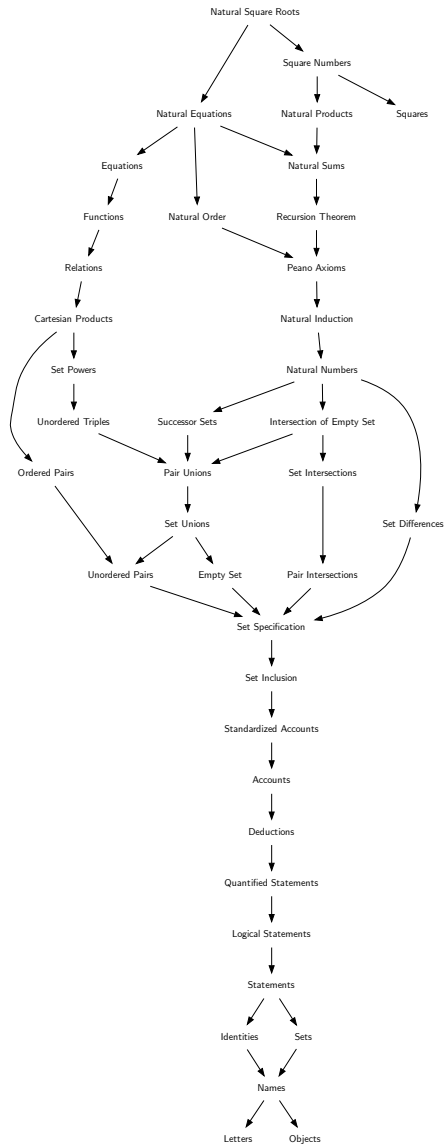 Natural Square Roots
Square Numbers
Natural Equations
Natural Products
Squares
Equations
Natural Sums
Functions
Natural Order
Recursion Theorem
Relations
Peano Axioms
Cartesian Products
Natural Induction
Set Powers
Natural Numbers
Unordered Triples
Successor Sets
Intersection of Empty Set
Ordered Pairs
Pair Unions
Set Intersections
Set Unions
Set Differences
Unordered Pairs
Empty Set
Pair Intersections
Set Specification
Set Inclusion
Standardized Accounts
Accounts
Deductions
Quantified Statements
Logical Statements
Statements
Identities
Sets
Names
Letters
Objects